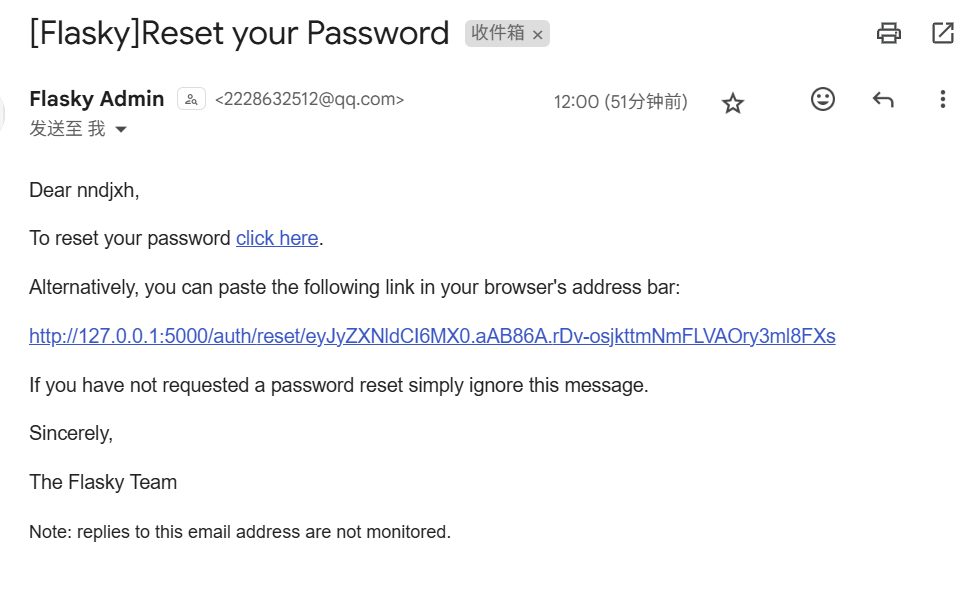 [Flasky]Reset your Password 收件箱 ×
Flasky Admin <2228632512@qq.com> 12:00 (51分钟前)
发送至 我
Dear nndjxh,
To reset your password click here.
Alternatively, you can paste the following link in your browser's address bar:
http://127.0.0.1:5000/auth/reset/eyJyZXNldCI6MX0.aAB86A.rDv-osjkttmNmFLVAOry3ml8FXs
If you have not requested a password reset simply ignore this message.
Sincerely,
The Flasky Team
Note: replies to this email address are not monitored.